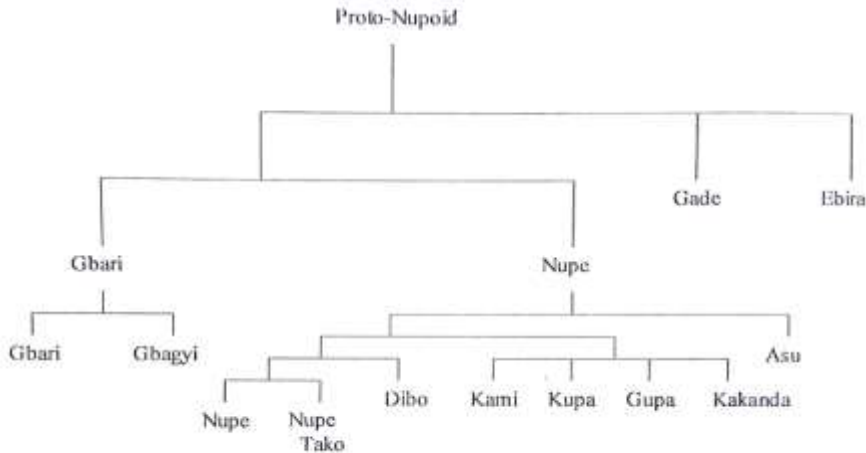 Proto-Nupoid
Gade
Ebira
Gbari
Nupe
Gbari
Gbagyi
Asu
Dibo
Kami
Kupa
Gupa
Kakanda
Nupe
Nupe
Tako